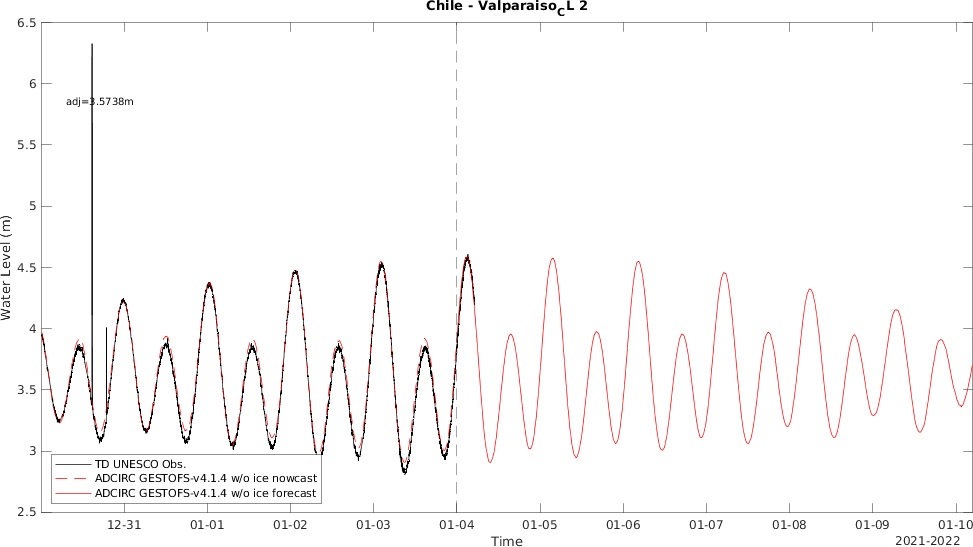 Chile - Valparaiso_CL 2
6.5
6
5.5
5
4.5
4
3.5
3
2.5
Water Level (m)
adj=3.5738m
TD UNESCO Obs.
ADCIRC GESTOFS-v4.1.4 w/o ice nowcast
ADCIRC GESTOFS-v4.1.4 w/o ice forecast
12-31 01-01 01-02 01-03 01-04 01-05 01-06 01-07 01-08 01-09 01-10
Time
2021-2022